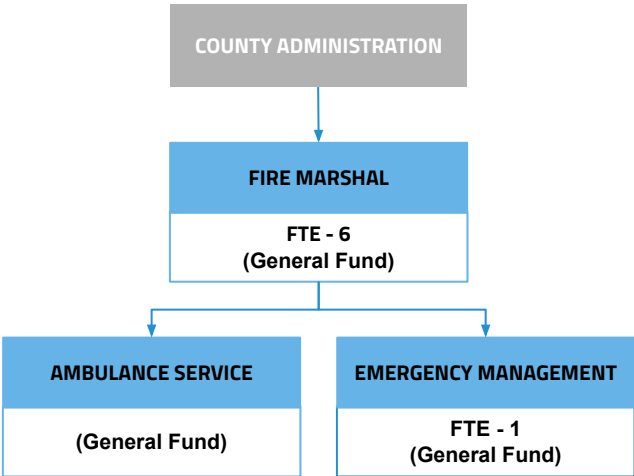 COUNTY ADMINISTRATION
FIRE MARSHAL
FTE - 6
(General Fund)
AMBULANCE SERVICE
(General Fund)
EMERGENCY MANAGEMENT
FTE - 1
(General Fund)